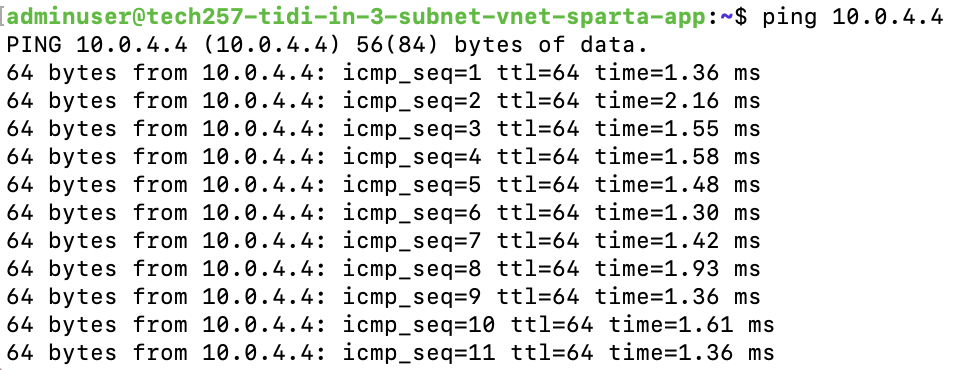 [adminuser@tech257-tidi-in-3-subnet-vnet-sparta-app:~$ ping 10.0.4.4
PING 10.0.4.4 (10.0.4.4) 56(84) bytes of data.
64 bytes from 10.0.4.4: icmp_seq=1 ttl=64 time=1.36 ms
64 bytes from 10.0.4.4: icmp_seq=2 ttl=64 time=2.16 ms
64 bytes from 10.0.4.4: icmp_seq=3 ttl=64 time=1.55 ms
64 bytes from 10.0.4.4: icmp_seq=4 ttl=64 time=1.58 ms
64 bytes from 10.0.4.4: icmp_seq=5 ttl=64 time=1.48 ms
64 bytes from 10.0.4.4: icmp_seq=6 ttl=64 time=1.30 ms
64 bytes from 10.0.4.4: icmp_seq=7 ttl=64 time=1.42 ms
64 bytes from 10.0.4.4: icmp_seq=8 ttl=64 time=1.93 ms
64 bytes from 10.0.4.4: icmp_seq=9 ttl=64 time=1.36 ms
64 bytes from 10.0.4.4: icmp_seq=10 ttl=64 time=1.61 ms
64 bytes from 10.0.4.4: icmp_seq=11 ttl=64 time=1.36 ms